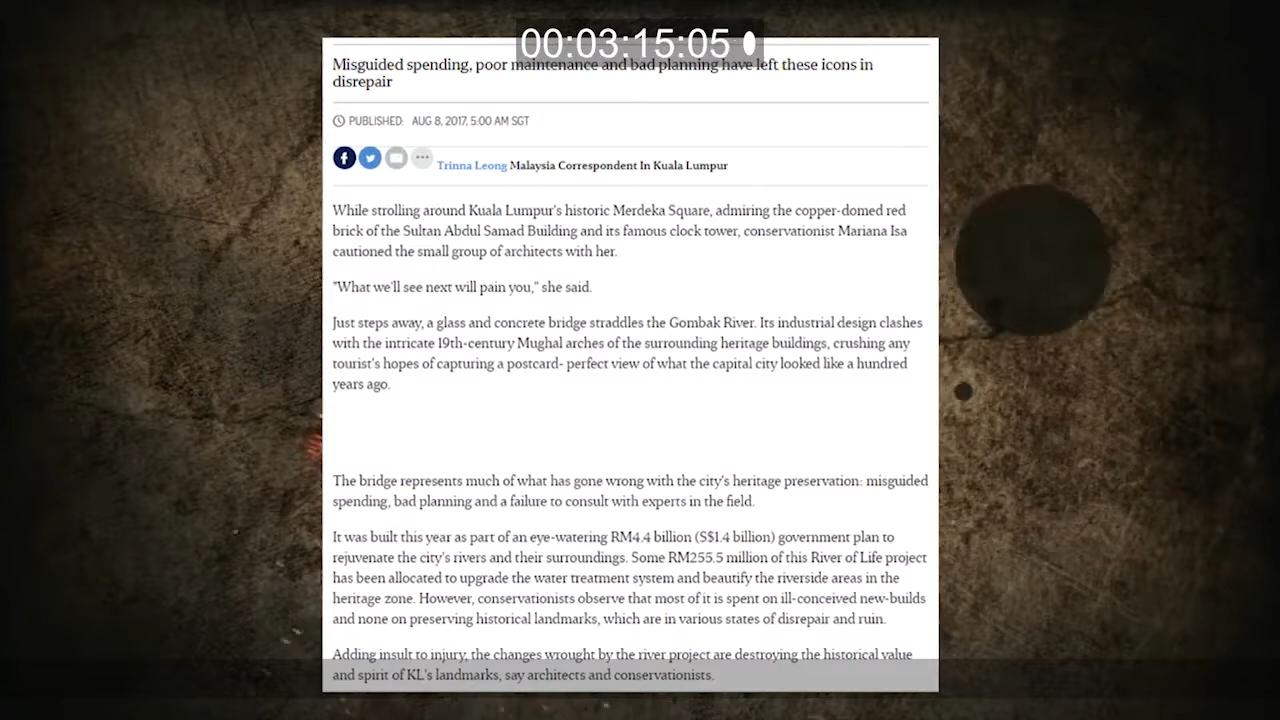 00:03:15:05
Misguided spending, poor maintenance and bad planning have left these icons in
disrepair
PUBLISHED: AUG 8, 2017, 5:00 AM SGT
Trinna Leong Malaysia Correspondent In Kuala Lumpur
While strolling around Kuala Lumpur's historic Merdeka Square, admiring the copper-domed red
brick of the Sultan Abdul Samad Building and its famous clock tower, conservationist Mariana Isa
cautioned the small group of architects with her.
"What we'll see next will pain you," she said.
Just steps away, a glass and concrete bridge straddles the Gombak River. Its industrial design clashes
with the intricate 19th-century Mughal arches of the surrounding heritage buildings, crushing any
tourist's hopes of capturing a postcard- perfect view of what the capital city looked like a hundred
years ago.
The bridge represents much of what has gone wrong with the city's heritage preservation: misguided
spending, bad planning and a failure to consult with experts in the field.
It was built this year as part of an eye-watering RM4.4 billion (S$1.4 billion) government plan to
rejuvenate the city's rivers and their surroundings. Some RM255.5 million of this River of Life project
has been allocated to upgrade the water treatment system and beautify the riverside areas in the
heritage zone. However, conservationists observe that most of it is spent on ill-conceived new-builds
and none on preserving historical landmarks, which are in various states of disrepair and ruin.
Adding insult to injury, the changes wrought by the river project are destroying the historical value
and spirit of KL's landmarks, say architects and conservationists.